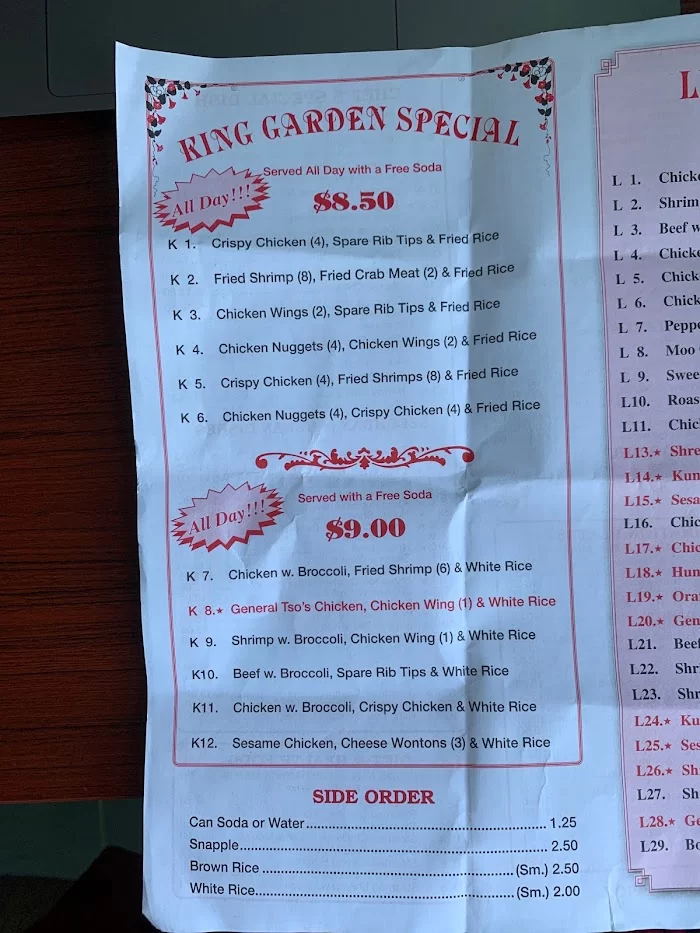 KING GARDEN SPECIAL
Served All Day with a Free Soda
All Day!!!
$8.50
K 1. Crispy Chicken (4), Spare Rib Tips & Fried Rice
K 2. Fried Shrimp (8), Fried Crab Meat (2) & Fried Rice
K 3. Chicken Wings (2), Spare Rib Tips & Fried Rice
K 4. Chicken Nuggets (4), Chicken Wings (2) & Fried Rice
K 5. Crispy Chicken (4), Fried Shrimps (8) & Fried Rice
K 6. Chicken Nuggets (4), Crispy Chicken (4) & Fried Rice
Served with a Free Soda
All Day!!!
$9.00
K 7. Chicken w. Broccoli, Fried Shrimp (6) & White Rice
K 8.★ General Tso's Chicken, Chicken Wing (1) & White Rice
K 9. Shrimp w. Broccoli, Chicken Wing (1) & White Rice
K10. Beef w. Broccoli, Spare Rib Tips & White Rice
K11. Chicken w. Broccoli, Crispy Chicken & White Rice
K12. Sesame Chicken, Cheese Wontons (3) & White Rice
SIDE ORDER
Can Soda or Water 1.25
Snapple 2.50
Brown Rice (Sm.) 2.50
White Rice (Sm.) 2.00
L
L 1. Chick
L 2. Shrim
L 3. Beef w
L 4. Chick
L 5. Chick
L 6. Chick
L 7. Peppe
L 8. Moo
L 9. Swee
L10. Roas
L11. Chic
L13.★ Shre
L14.★ Kun
L15.★ Sesa
L16. Chic
L17.★ Chic
L18.★ Hun
L19.★ Ora
L20.★ Gen
L21. Beef
L22. Shr
L23. Shr
L24.★ Ku
L25.★ Ses
L26.★ Sh
L27. Sh
L28.★ Ge
L29. Bo